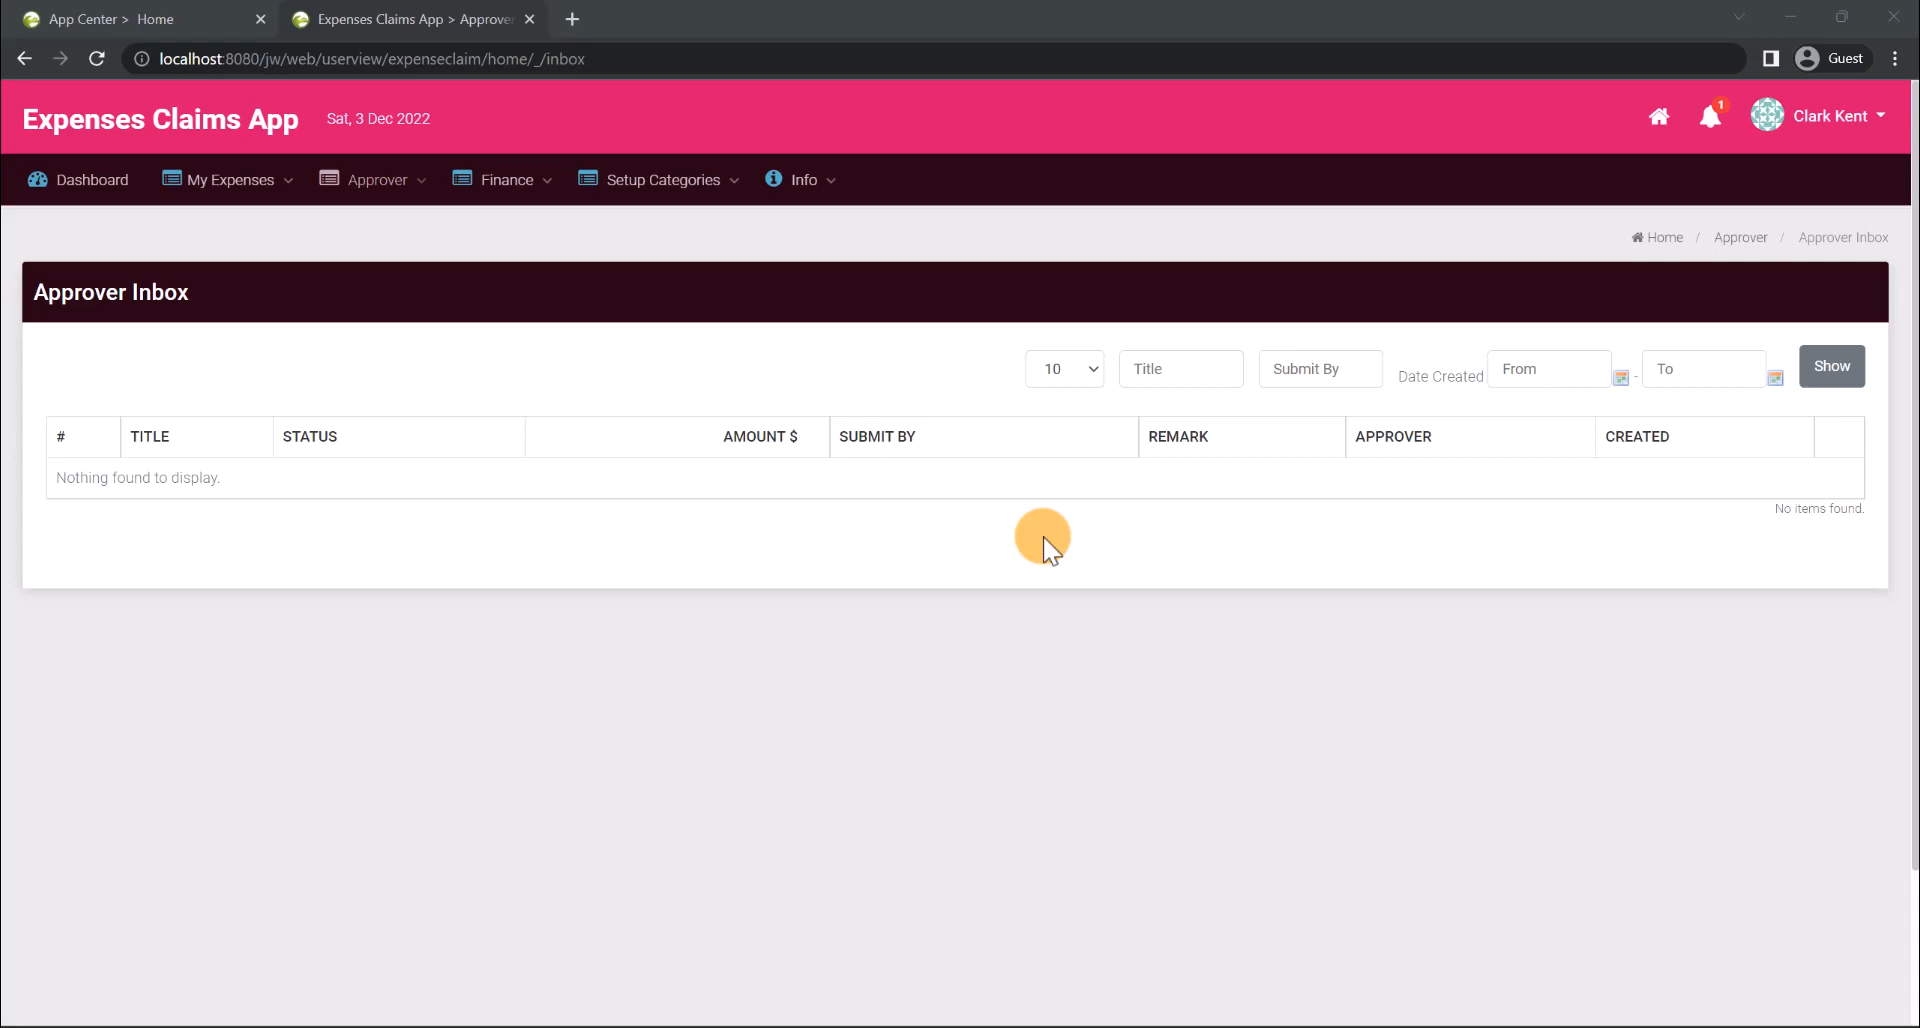 App Center > Home
Expenses Claims App > Approve
localhost:8080/jw/web/userview/expenseclaim/home/_/inbox
Guest
Expenses Claims App
Sat, 3 Dec 2022
1
Clark Kent
Dashboard
My Expenses
Approver
Finance
Setup Categories
Info
Home / Approver / Approver Inbox
Approver Inbox
10
Title
Submit By
Date Created
From
-
To
Show
# TITLE STATUS AMOUNT $ SUBMIT BY REMARK APPROVER CREATED
Nothing found to display.
No items found.